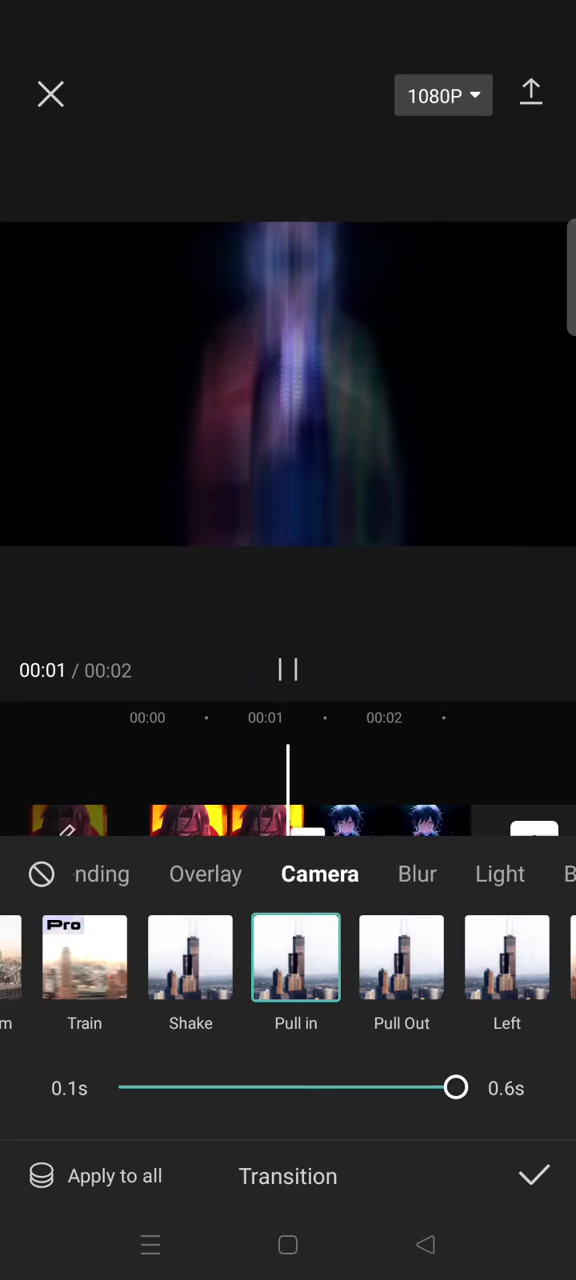 1080P
00:01 / 00:02
00:00 00:01 00:02
nding Overlay Camera Blur Light B
Pro
m Train Shake Pull in Pull Out Left
0.1s 0.6s
Apply to all Transition